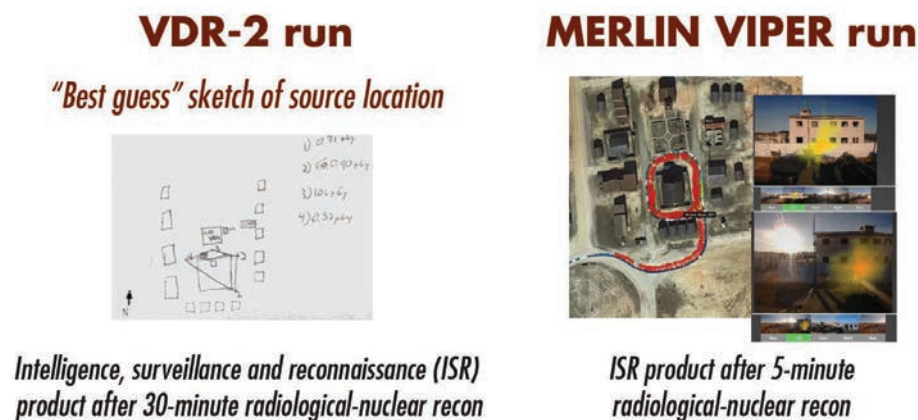 VDR-2 run
"Best guess" sketch of source location
N
Intelligence, surveillance and reconnaissance (ISR)
product after 30-minute radiological-nuclear recon
MERLIN VIPER run
ISR product after 5-minute
radiological-nuclear recon